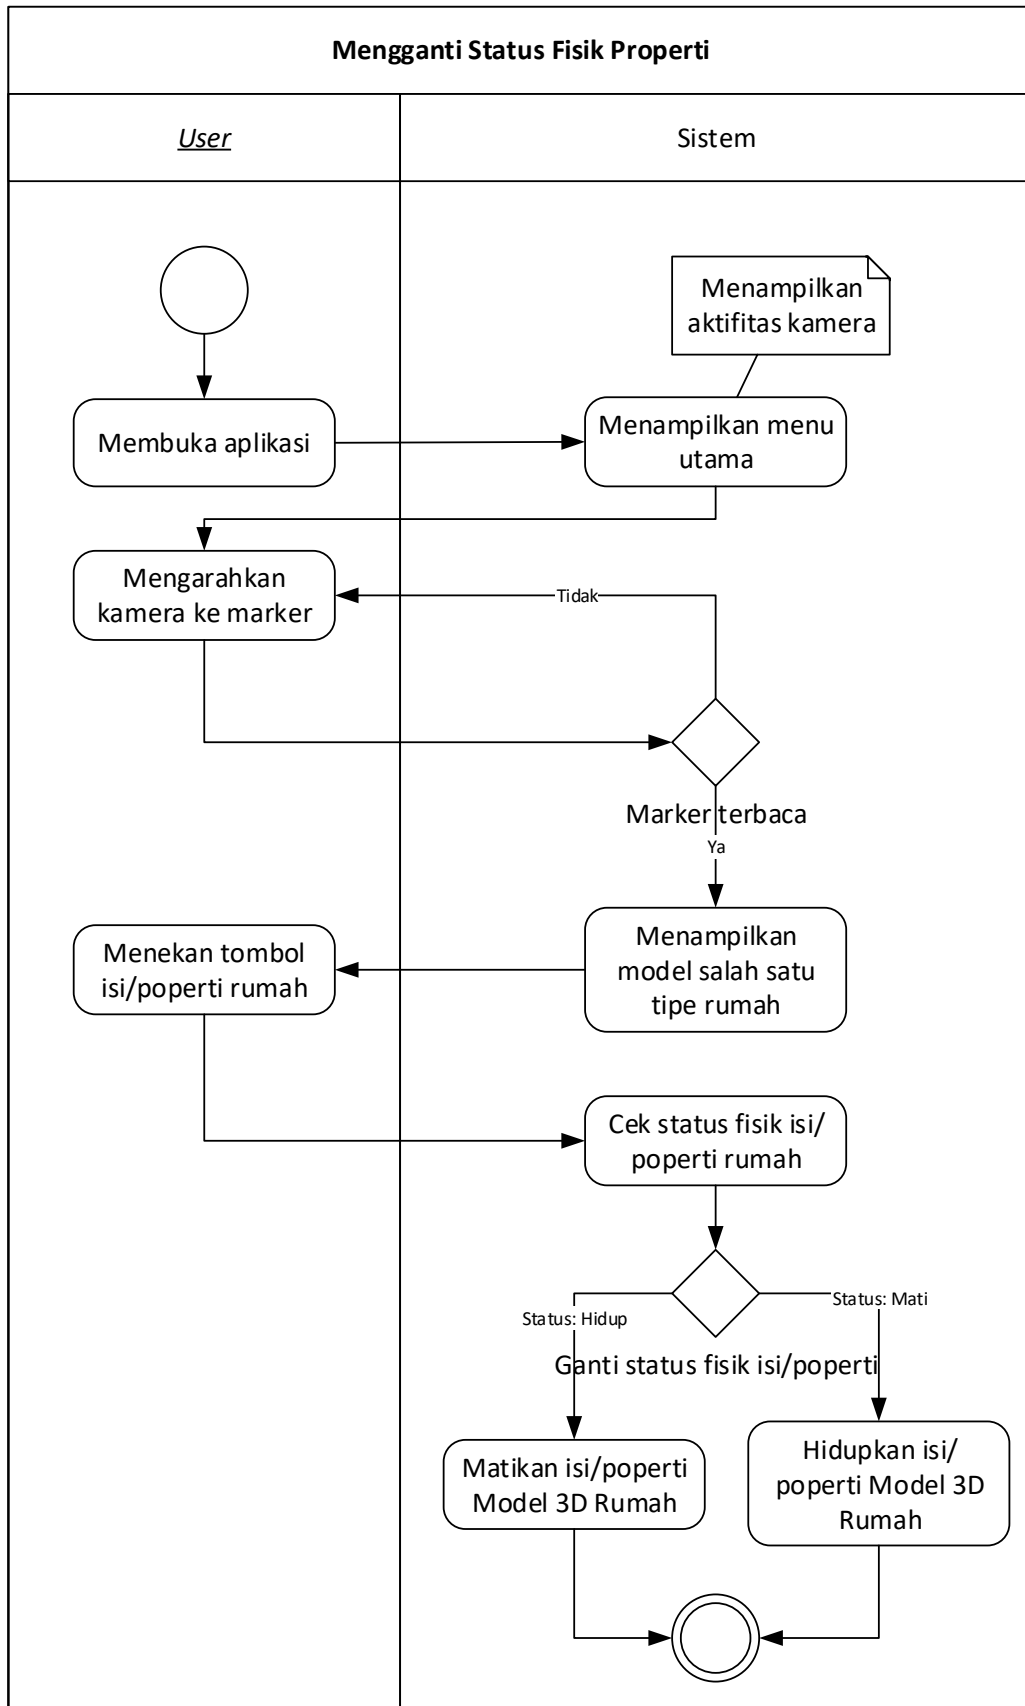 Mengganti Status Fisik Properti
User
Sistem
Menampilkan
aktifitas kamera
Membuka aplikasi
Menampilkan menu
utama
Mengarahkan
kamera ke marker
Tidak
Marker terbaca
Ya
Menekan tombol
isi/poperti rumah
Menampilkan
model salah satu
tipe rumah
Cek status fisik isi/
poperti rumah
Status: Hidup
Status: Mati
Ganti status fisik isi/poperti
Matikan isi/poperti
Model 3D Rumah
Hidupkan isi/
poperti Model 3D
Rumah